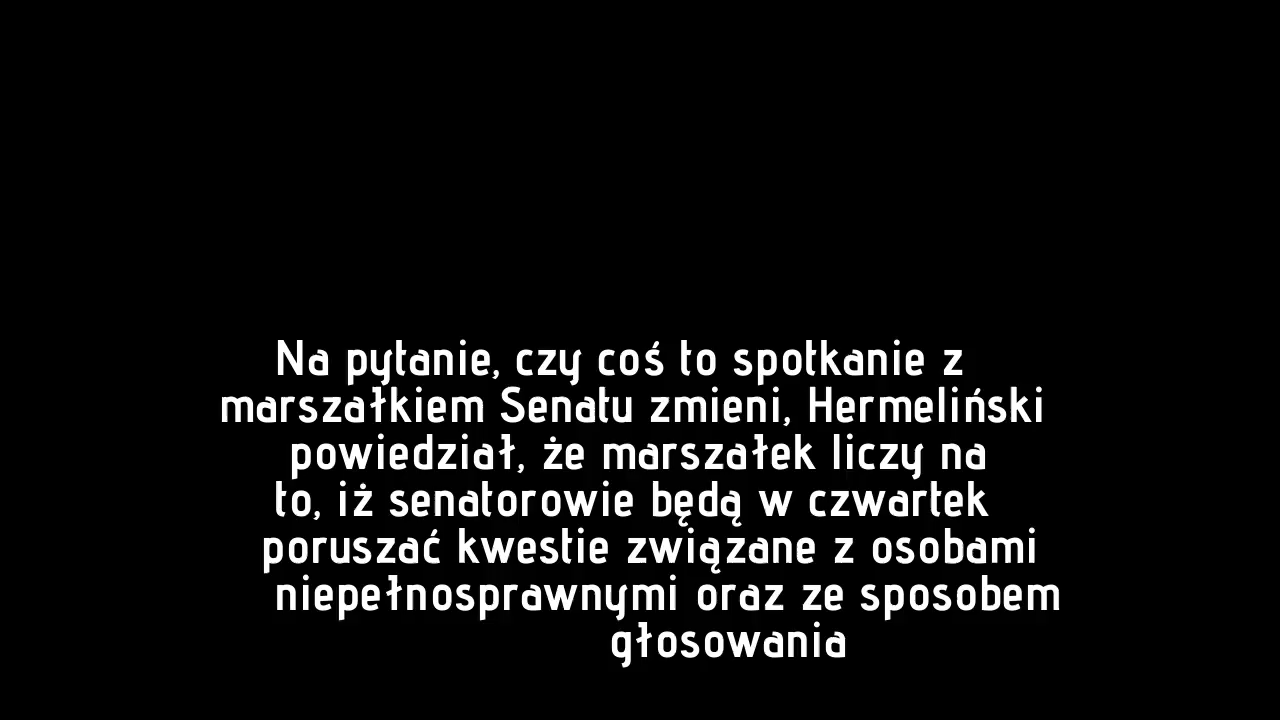 Na pytanie, czy coś to spotkanie z
marszałkiem Senatu zmieni, Hermeliński
powiedział, że marszałek liczy na
to, iż senatorowie będą w czwartek
poruszać kwestie związane z osobami
niepełnosprawnymi oraz ze sposobem
głosowania